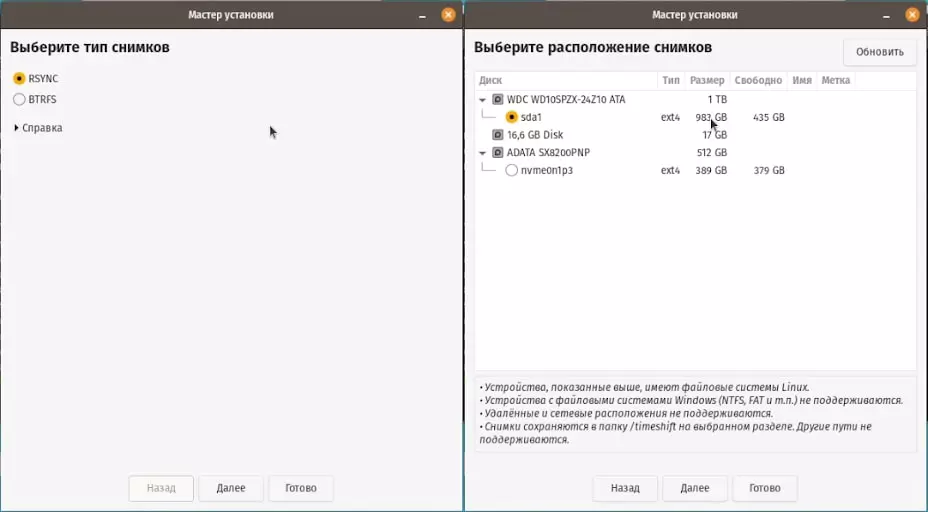 Мастер установки
Выберите тип снимков
RSYNC
BTRFS
Справка
Назад Далее Готово
Мастер установки
Выберите расположение снимков
Обновить
Диск Тип Размер Свободно Имя Метка
WDC WD10SPZX-24Z10 ATA 1 TB
sda1 ext4 983 GB 435 GB
16,6 GB Disk 17 GB
ADATA SX8200PNP 512 GB
nvme0n1p3 ext4 389 GB 379 GB
• Устройства, показанные выше, имеют файловые системы Linux.
• Устройства с файловыми системами Windows (NTFS, FAT и т.п.) не поддерживаются.
• Удалённые и сетевые расположения не поддерживаются.
• Снимки сохраняются в папку /timeshift на выбранном разделе. Другие пути не
поддерживаются.
Назад Далее Готово